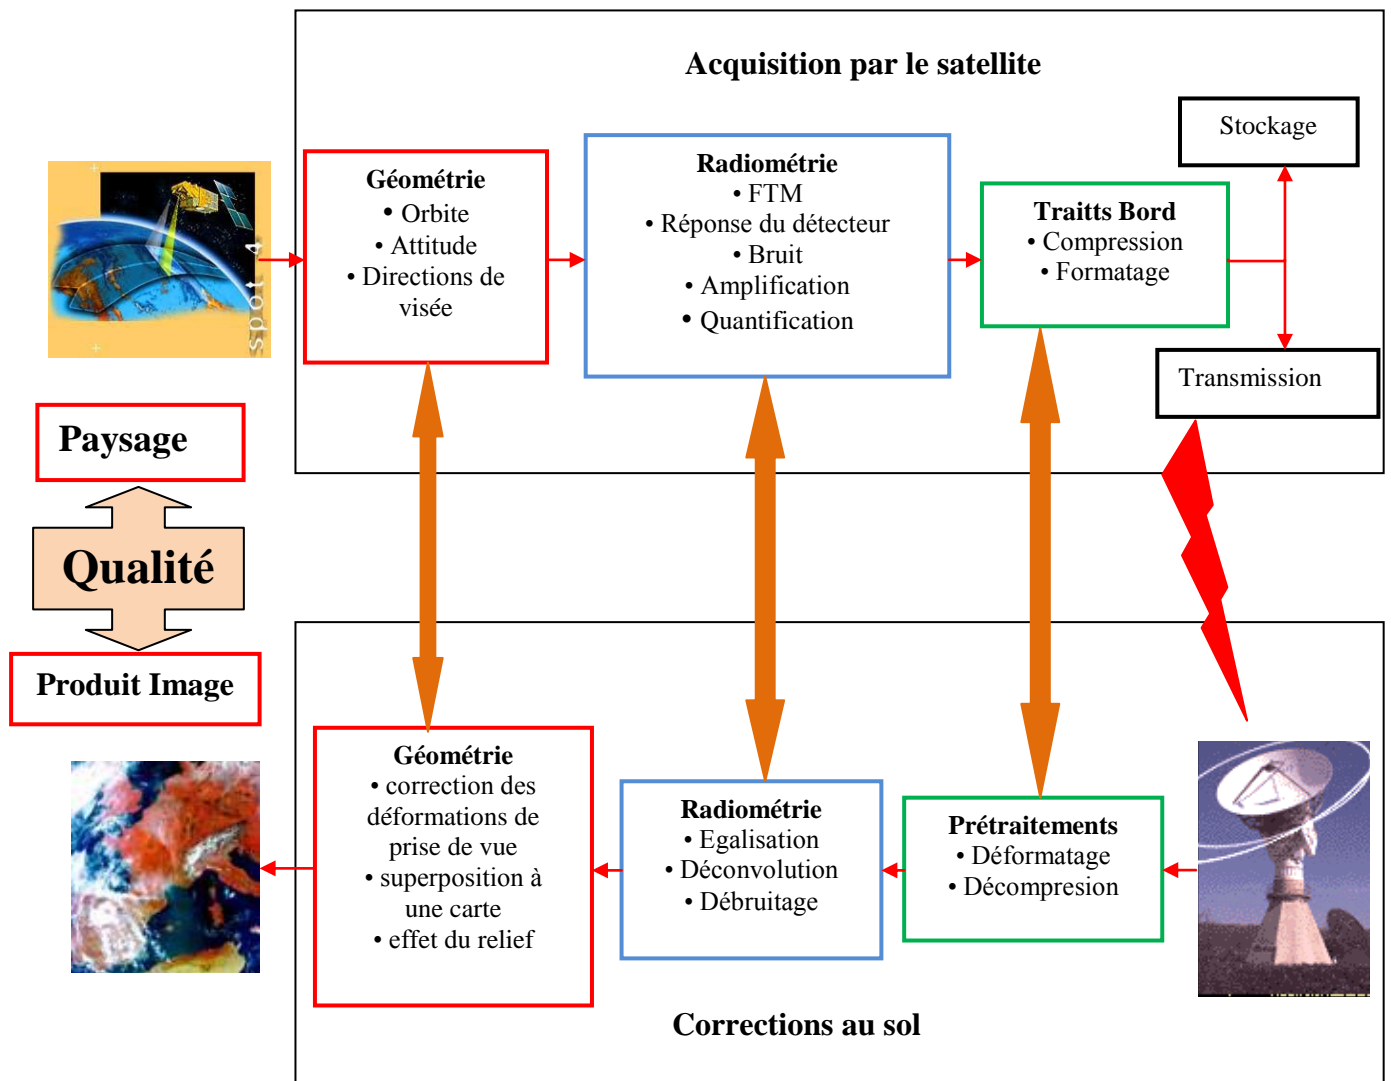 Acquisition par le satellite
spot 4
Géométrie
• Orbite
• Attitude
• Directions de
visée
Radiométrie
• FTM
• Réponse du détecteur
• Bruit
• Amplification
• Quantification
Traitts Bord
• Compression
• Formatage
Stockage
Transmission
Paysage
Qualité
Produit Image
Géométrie
• correction des
déformations de
prise de vue
• superposition à
une carte
• effet du relief
Radiométrie
• Egalisation
• Déconvolution
• Débruitage
Prétraitements
• Déformatage
• Décompresion
Corrections au sol